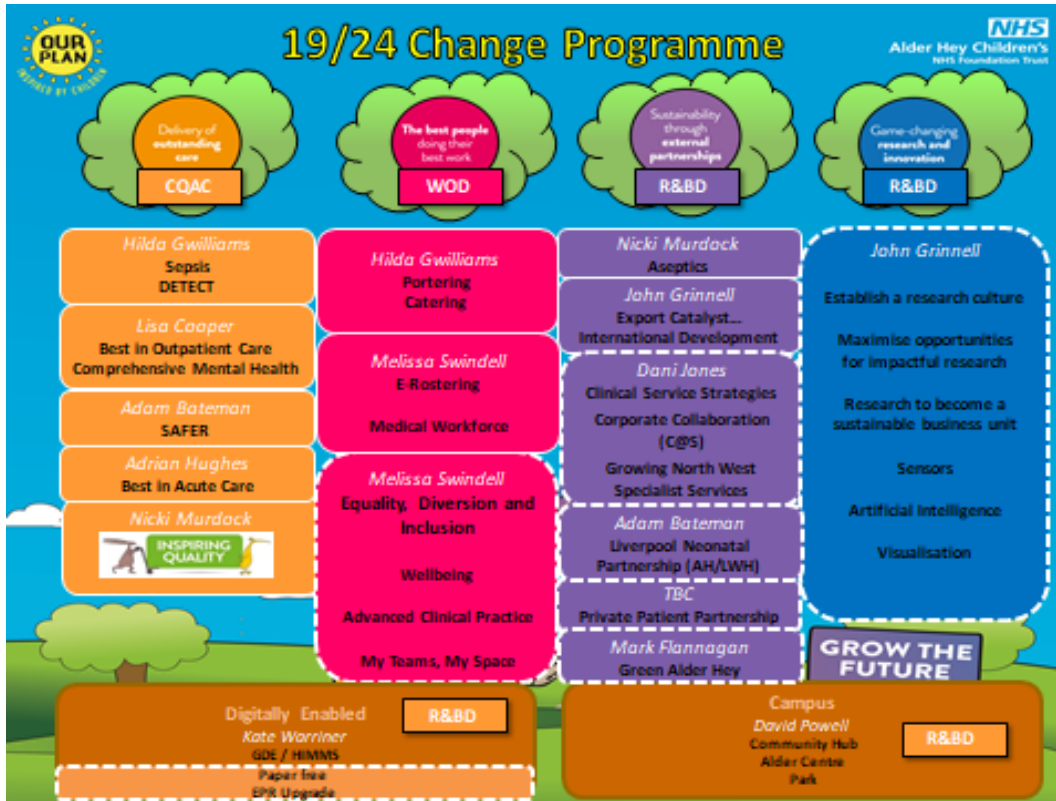 OUR
PLAN
INSPIRED BY CHILDREN
19/24 Change Programme
NHS
Alder Hey Children's
NHS Foundation Trust
Delivery of
outstanding
care
CQAC
The best people
doing their
best work
WOD
Sustainability
through
external
partnerships
R&BD
Game-changing
research and
innovation
R&BD
Hilda Gwilliams
Sepsis
DETECT
Lisa Cooper
Best in Outpatient Care
Comprehensive Mental Health
Adam Bateman
SAFER
Adrian Hughes
Best in Acute Care
Nicki Murdock
INSPIRING
QUALITY
Hilda Gwilliams
Portering
Catering
Melissa Swindell
E-Rostering
Medical Workforce
Melissa Swindell
Equality, Diversion and
Inclusion
Wellbeing
Advanced Clinical Practice
My Teams, My Space
Nicki Murdock
Aseptics
John Grinnell
Export Catalyst...
International Development
Dani Jones
Clinical Service Strategies
Corporate Collaboration
(C@S)
Growing North West
Specialist Services
Adam Bateman
Liverpool Neonatal
Partnership (AH/LWH)
TBC
Private Patient Partnership
Mark Flannagan
Green Alder Hey
John Grinnell
Establish a research culture
Maximise opportunities
for impactful research
Research to become a
sustainable business unit
Sensors
Artificial Intelligence
Visualisation
GROW THE
FUTURE
Digitally Enabled
R&BD
Kate Warriner
GDE / HIMMS
Paper free
EPR Upgrade
Campus
David Powell
R&BD
Community Hub
Alder Centre
Park